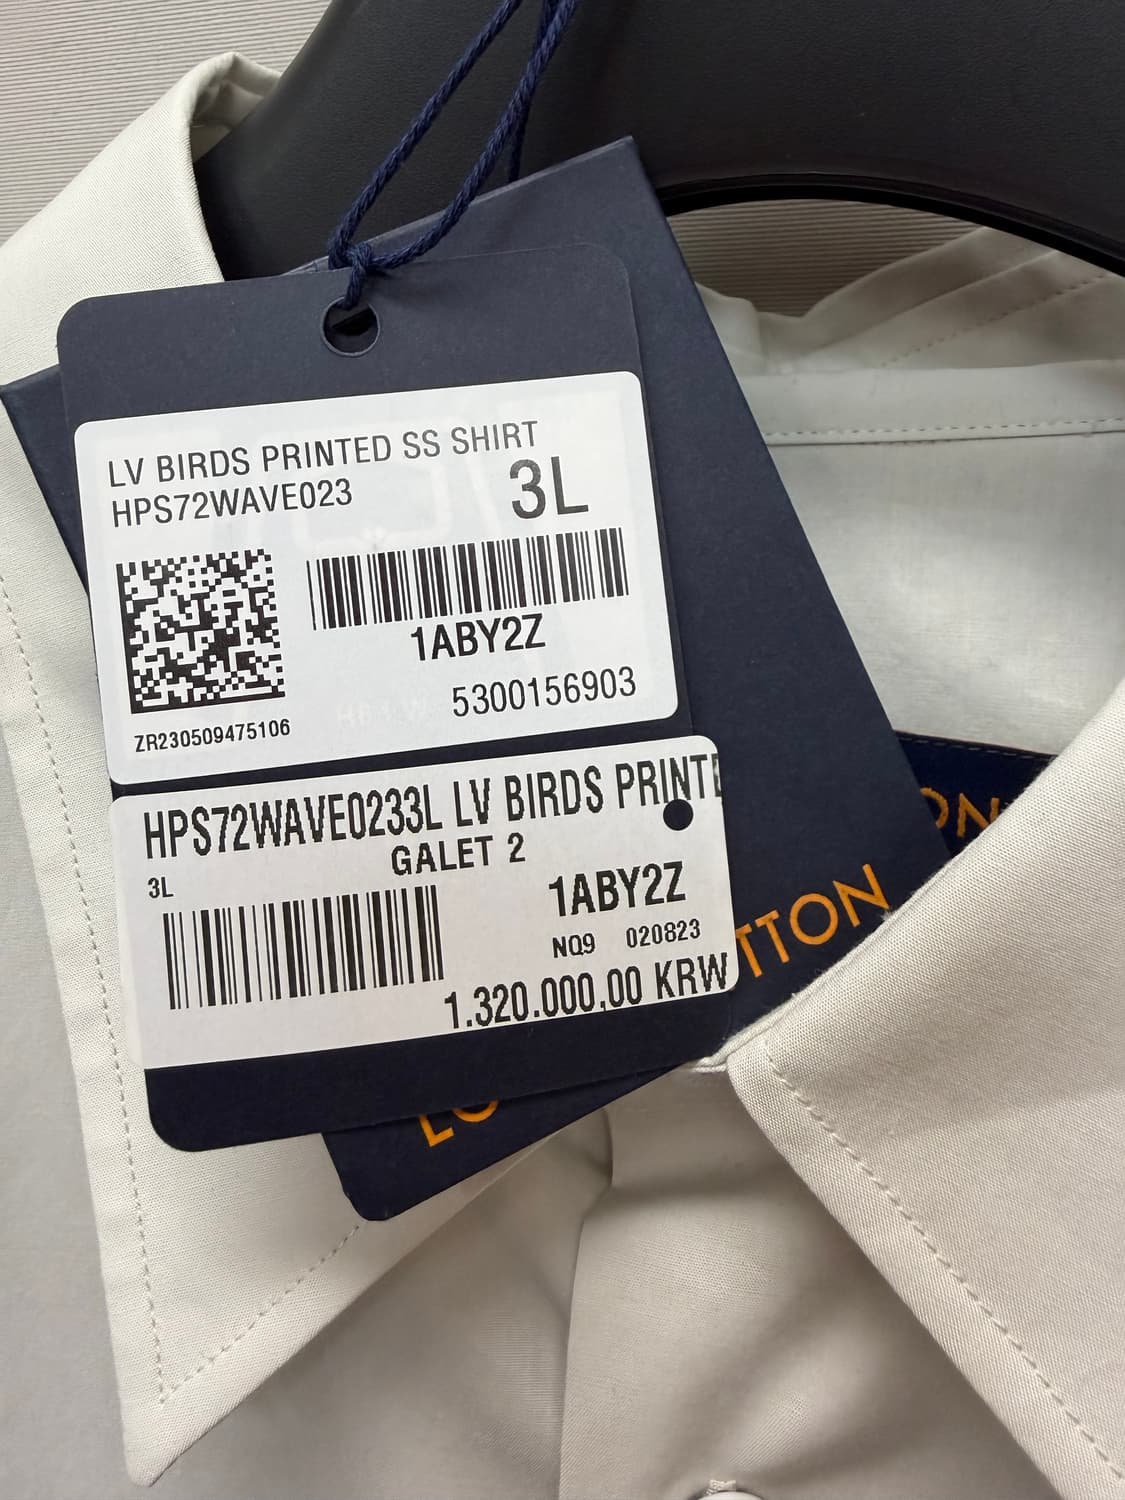 LV BIRDS PRINTED SS SHIRT
HPS72WAVE023
3L
1ABY2Z
5300156903
ZR230509475106
HPS72WAVE0233L LV BIRDS PRINTE
GALET 2
3L
1ABY2Z
NQ9 020823
1.320.000,00 KRW
TTON
LO